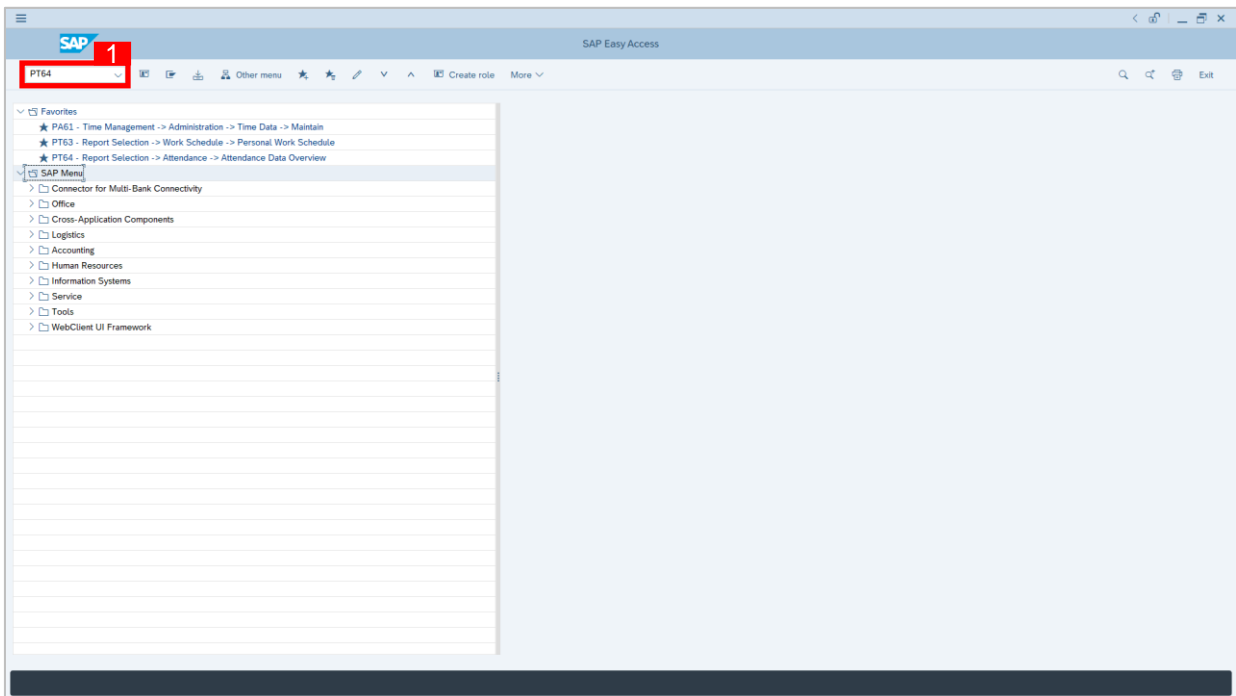 SAP
SAP Easy Access
1
PT64
Other menu
Create role
More
Exit
Favorites
PA61 - Time Management -> Administration -> Time Data -> Maintain
PT63 - Report Selection -> Work Schedule -> Personal Work Schedule
PT64 - Report Selection -> Attendance -> Attendance Data Overview
SAP Menu
Connector for Multi-Bank Connectivity
Office
Cross-Application Components
Logistics
Accounting
Human Resources
Information Systems
Service
Tools
WebClient UI Framework